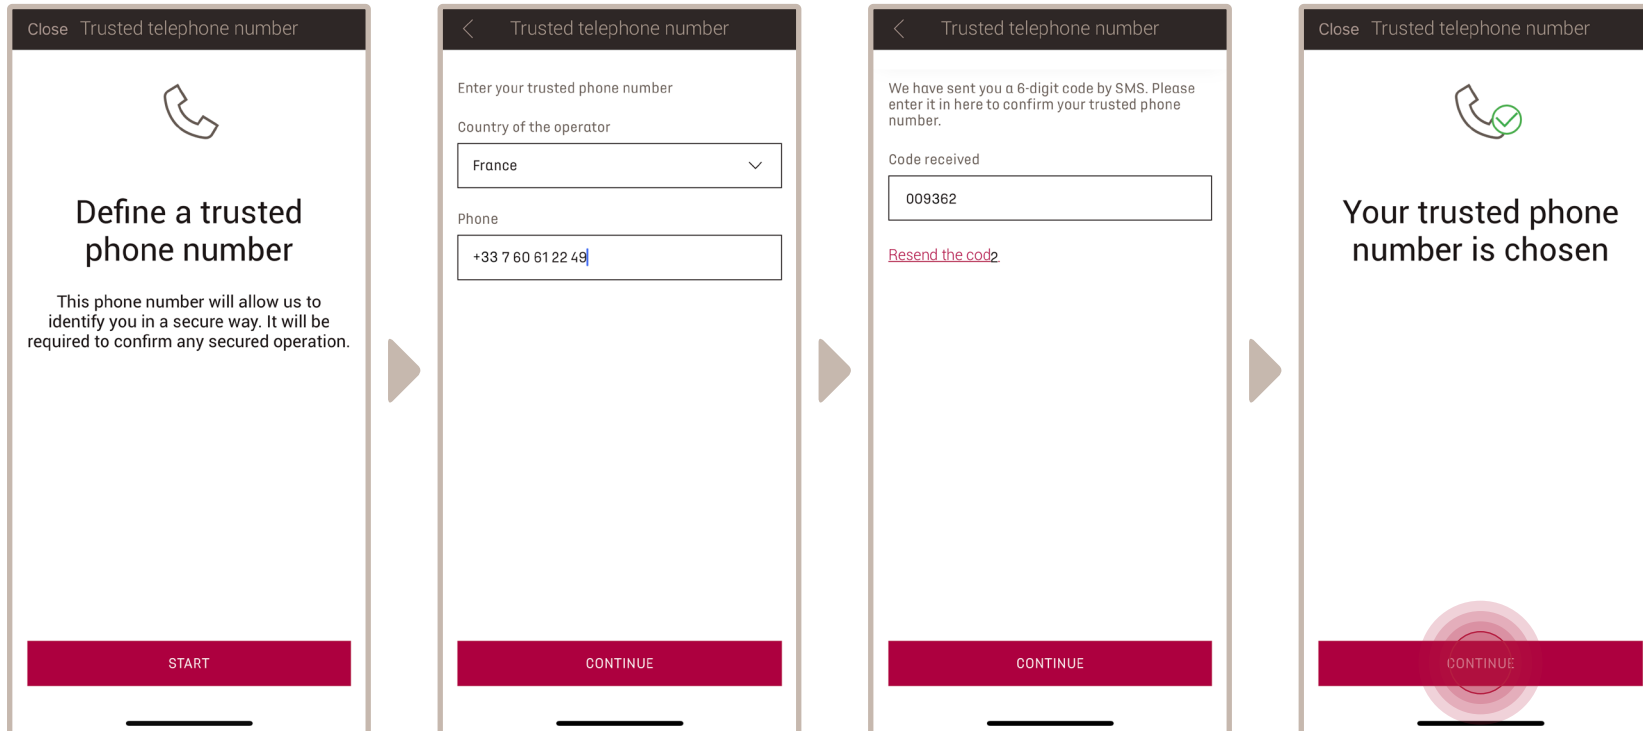 Close Trusted telephone number
Define a trusted
phone number
This phone number will allow us to
identify you in a secure way. It will be
required to confirm any secured operation.
START
Trusted telephone number
Enter your trusted phone number
Country of the operator
France
Phone
+33 7 60 61 22 49
CONTINUE
Trusted telephone number
We have sent you a 6-digit code by SMS. Please
enter it in here to confirm your trusted phone
number.
Code received
009362
Resend the cod2
CONTINUE
Close Trusted telephone number
Your trusted phone
number is chosen
CONTINUE